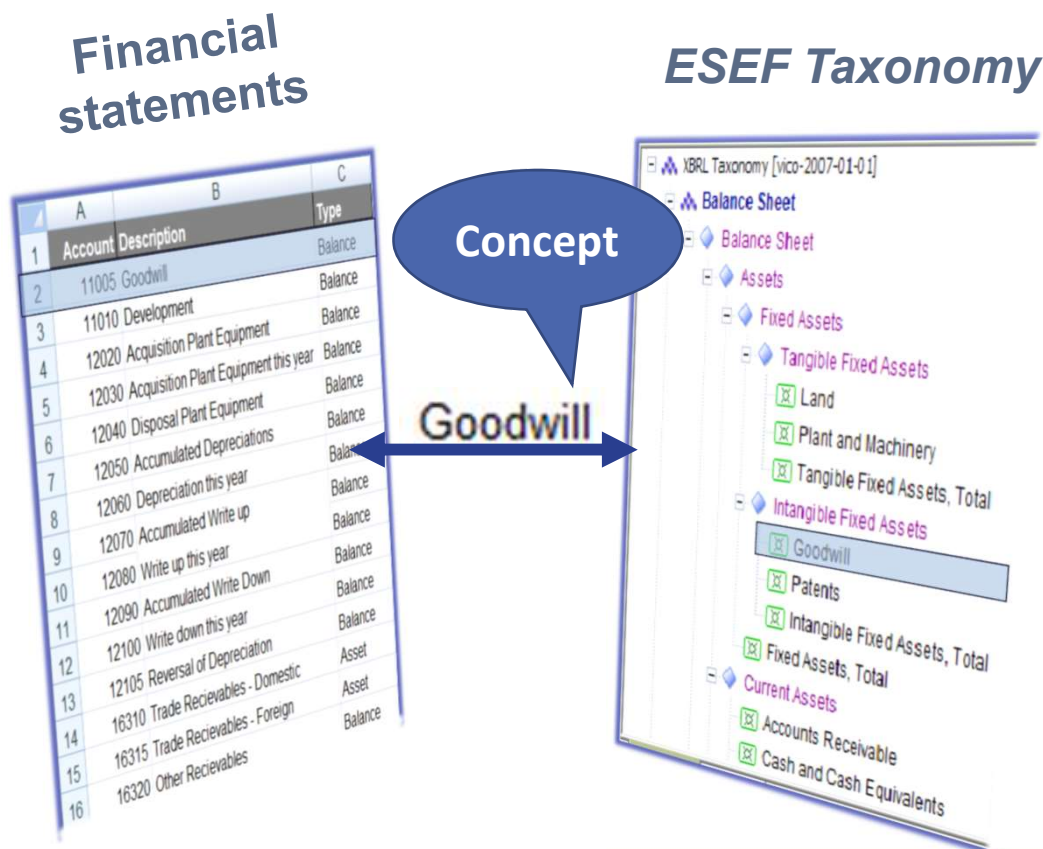 Financial
statements
ESEF Taxonomy
A B C
1 Account Description Type
2 11005 Goodwill Balance
3 11010 Development Balance
4 12020 Acquisition Plant Equipment Balance
5 12030 Acquisition Plant Equipment this year Balance
6 12040 Disposal Plant Equipment Balance
7 12050 Accumulated Depreciations Balance
8 12060 Depreciation this year Balance
9 12070 Accumulated Write up Balance
10 12080 Write up this year Balance
11 12090 Accumulated Write Down Balance
12 12100 Write down this year Balance
13 12105 Reversal of Depreciation Balance
14 16310 Trade Recievables - Domestic Asset
15 16315 Trade Recievables - Foreign Asset
16 16320 Other Recievables Balance
Concept
Goodwill
XBRL Taxonomy [vico-2007-01-01]
Balance Sheet
Balance Sheet
Assets
Fixed Assets
Tangible Fixed Assets
Land
Plant and Machinery
Tangible Fixed Assets, Total
Intangible Fixed Assets
Goodwill
Patents
Intangible Fixed Assets, Total
Fixed Assets, Total
Current Assets
Accounts Receivable
Cash and Cash Equivalents